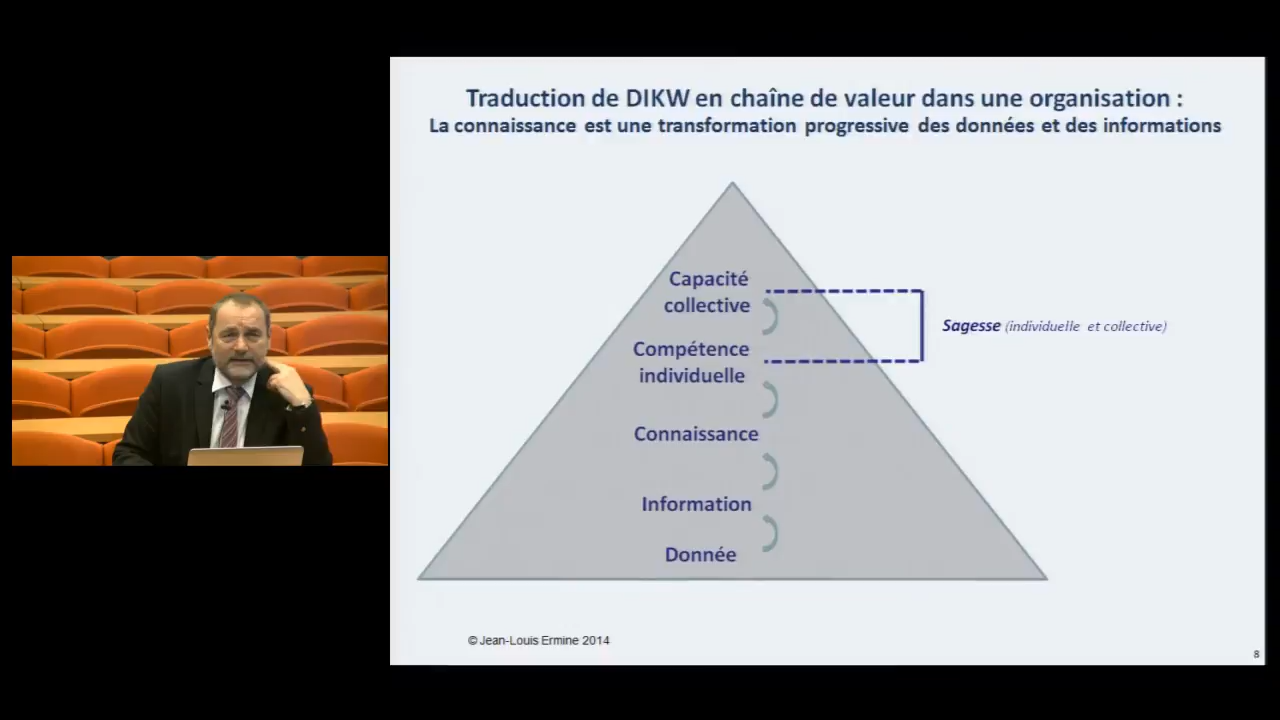 Traduction de DIKW en chaîne de valeur dans une organisation :
La connaissance est une transformation progressive des données et des informations
Capacité
collective
Sagesse (individuelle et collective)
Compétence
individuelle
Connaissance
Information
Donnée
© Jean-Louis Ermine 2014
8